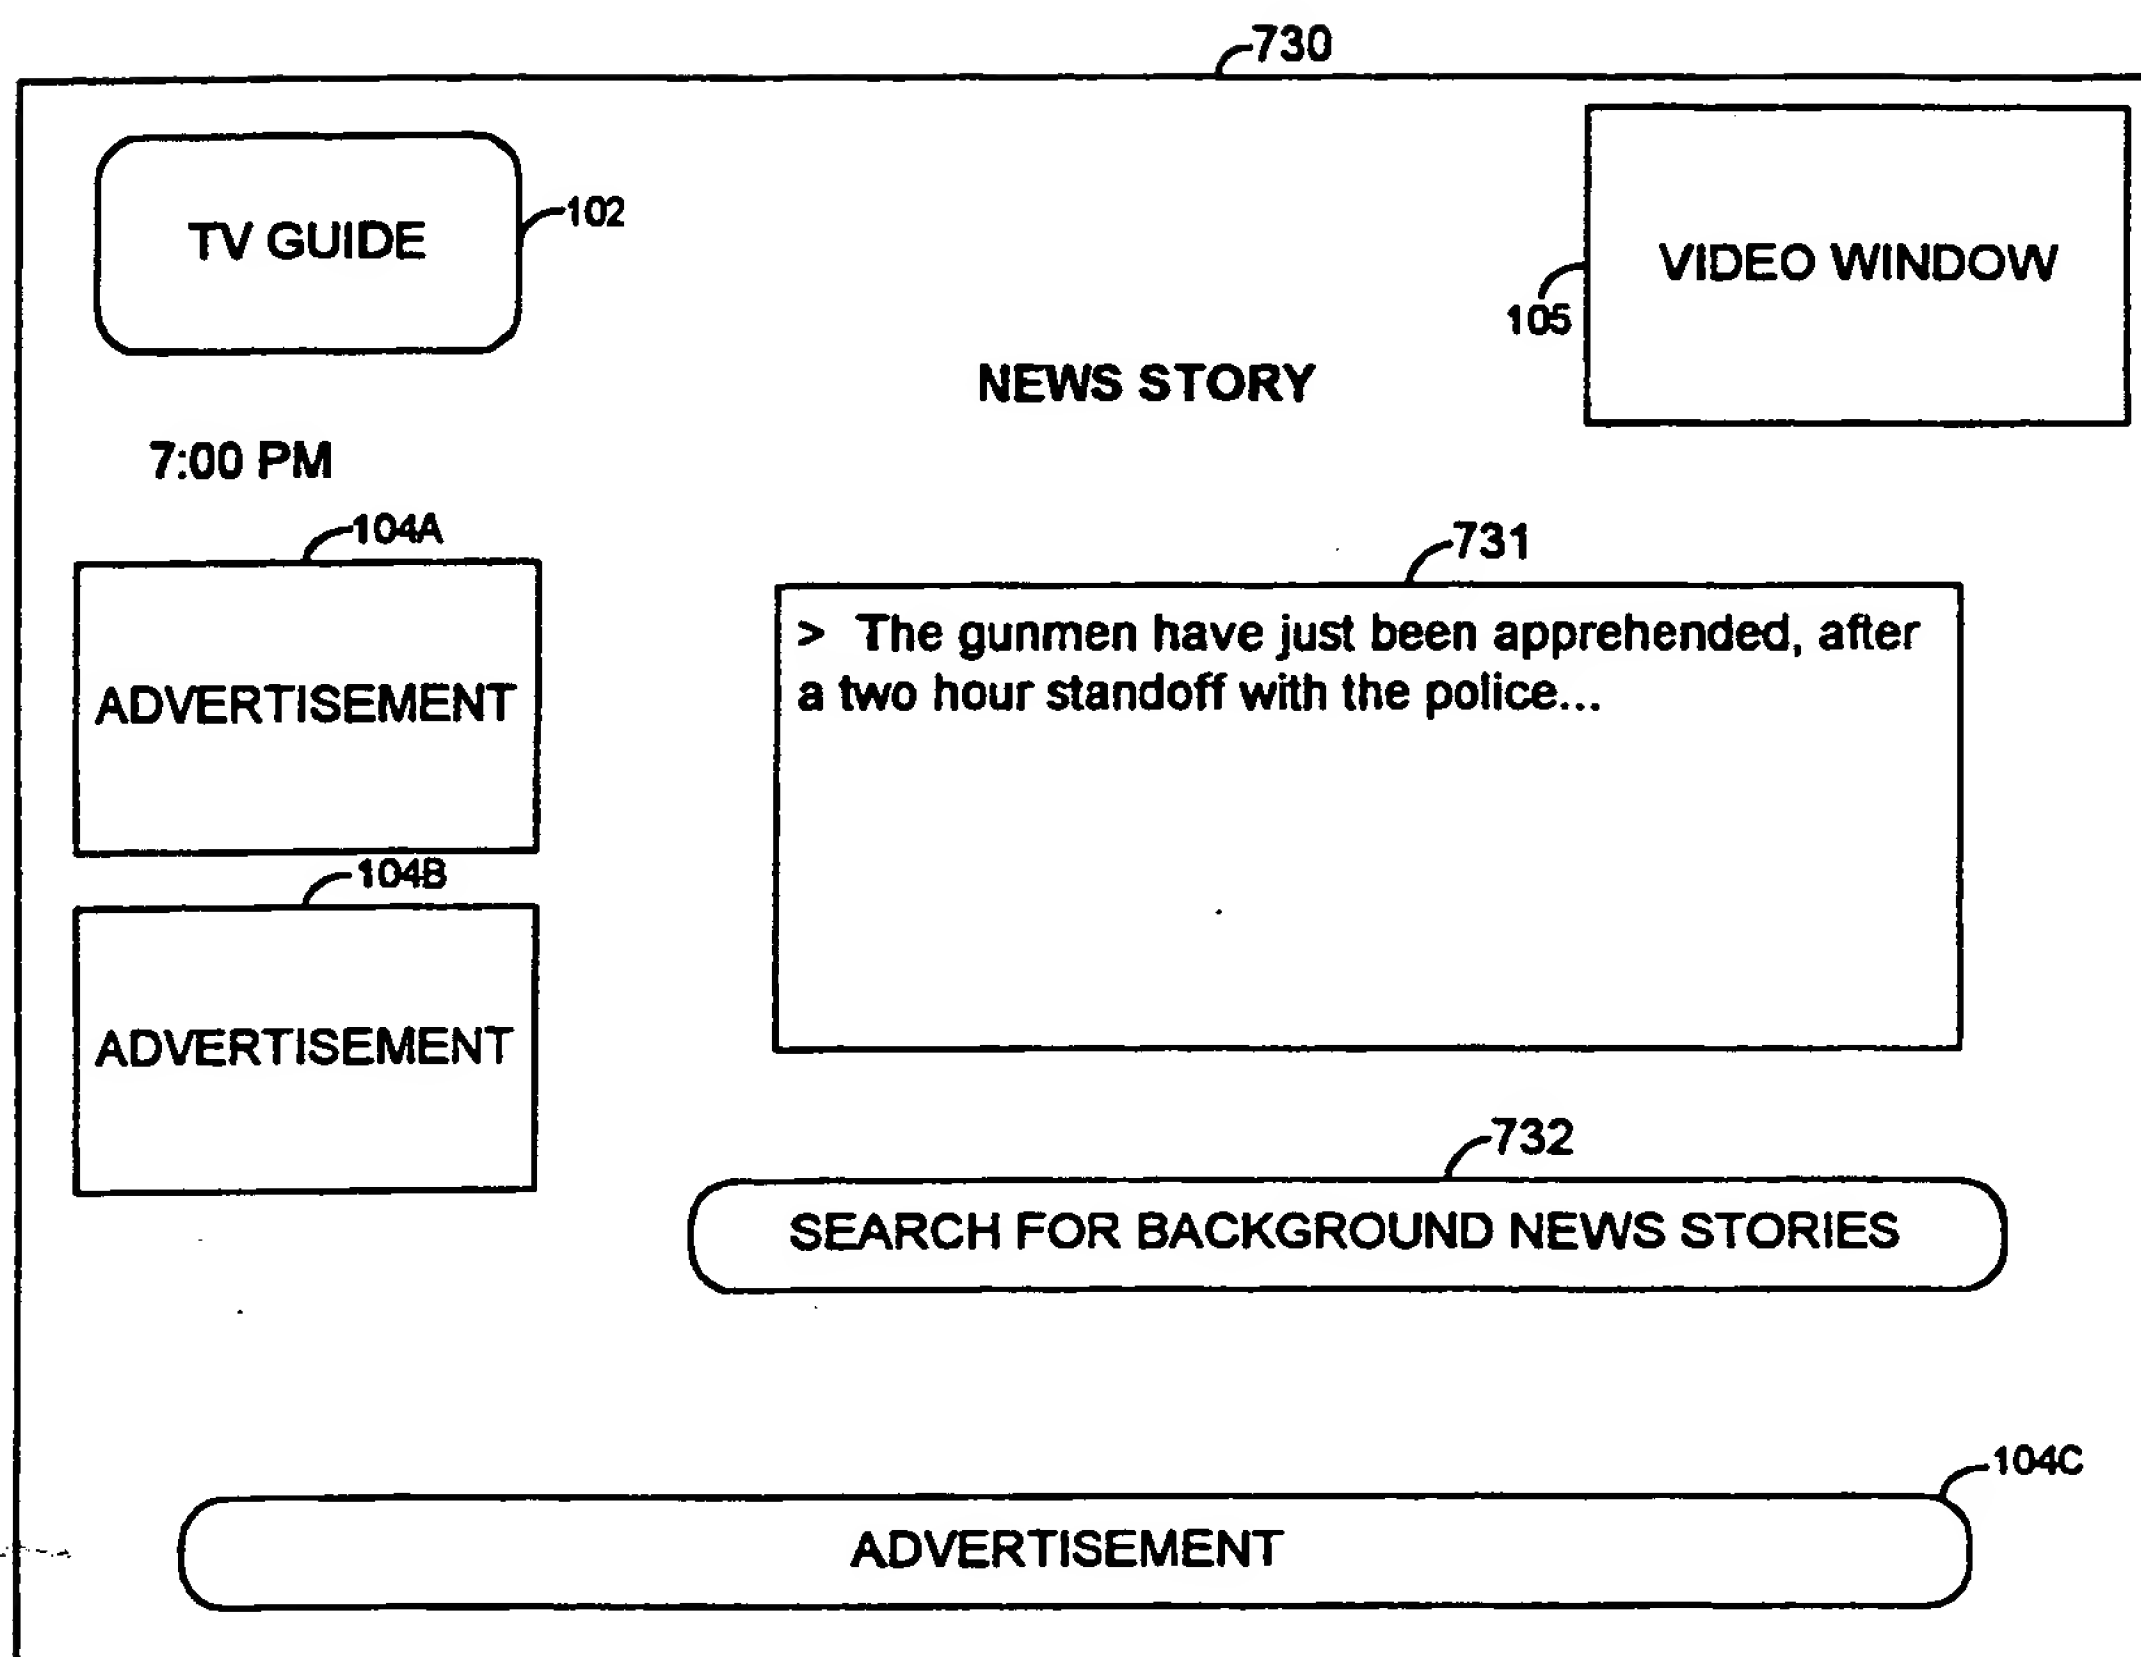 730
TV GUIDE
102
VIDEO WINDOW
105
NEWS STORY
7:00 PM
104A
ADVERTISEMENT
731
> The gunmen have just been apprehended, after
a two hour standoff with the police...
104B
ADVERTISEMENT
732
SEARCH FOR BACKGROUND NEWS STORIES
104C
ADVERTISEMENT